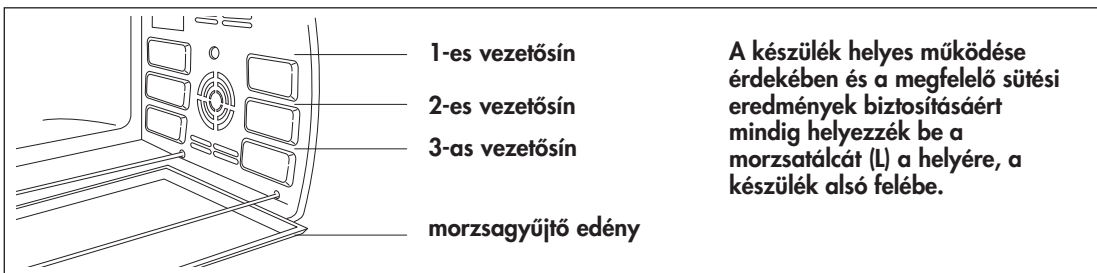 1-es vezetősín
2-es vezetősín
3-as vezetősín
morzsagyűjtő edény
A készülék helyes működése
érdekében és a megfelelő sütési
eredmények biztosításáért
mindig helyezzék be a
morzsatálcát (L) a helyére, a
készülék alsó felébe.